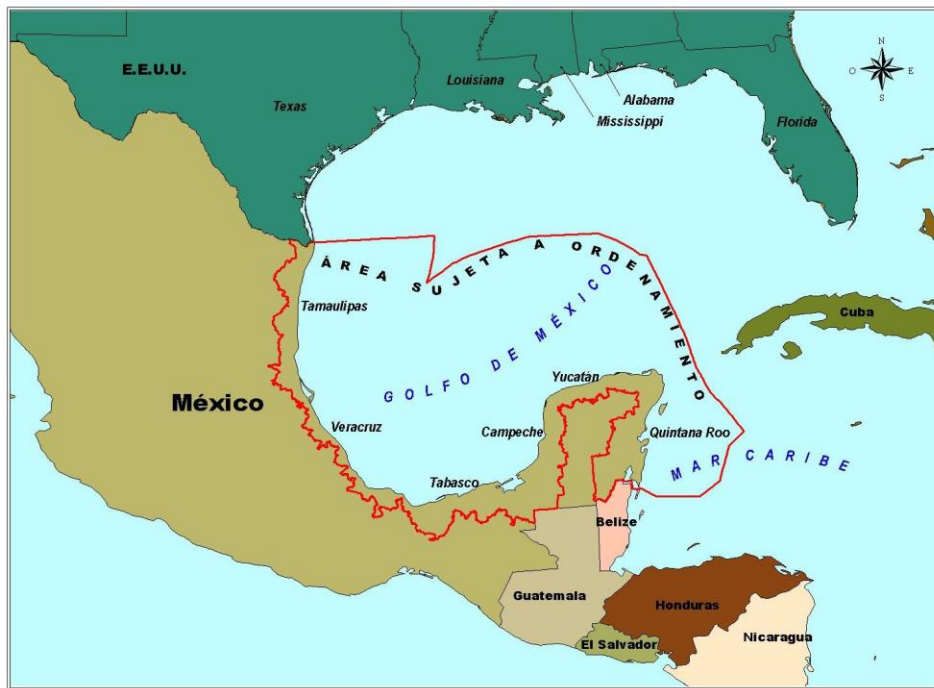 E.E.U.U.
Texas
Louisiana
Alabama
Mississippi
Florida
N
O
E
S
ÁREA SUJETA A ORDENAMIENTO
Tamaulipas
GOLFO DE MÉXICO
Cuba
México
Yucatán
Veracruz
Campeche
Quintana Roo
MAR CARIBE
Tabasco
Belize
Guatemala
Honduras
El Salvador
Nicaragua